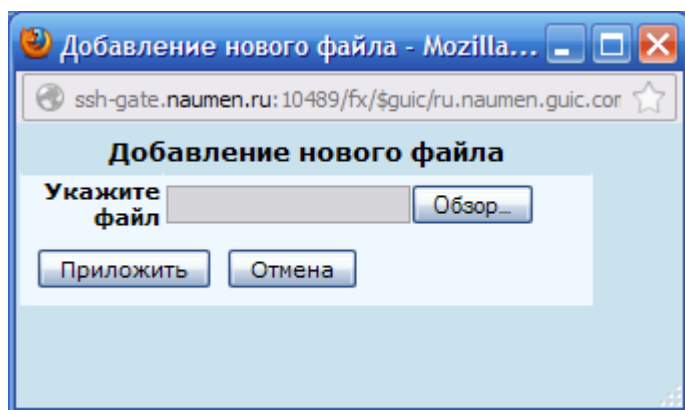 Добавление нового файла - Mozilla...
ssh-gate.naumen.ru:10489/fx/$guic/ru.naumen.guic.cor
Добавление нового файла
Укажите
файл Обзор...
Приложить Отмена